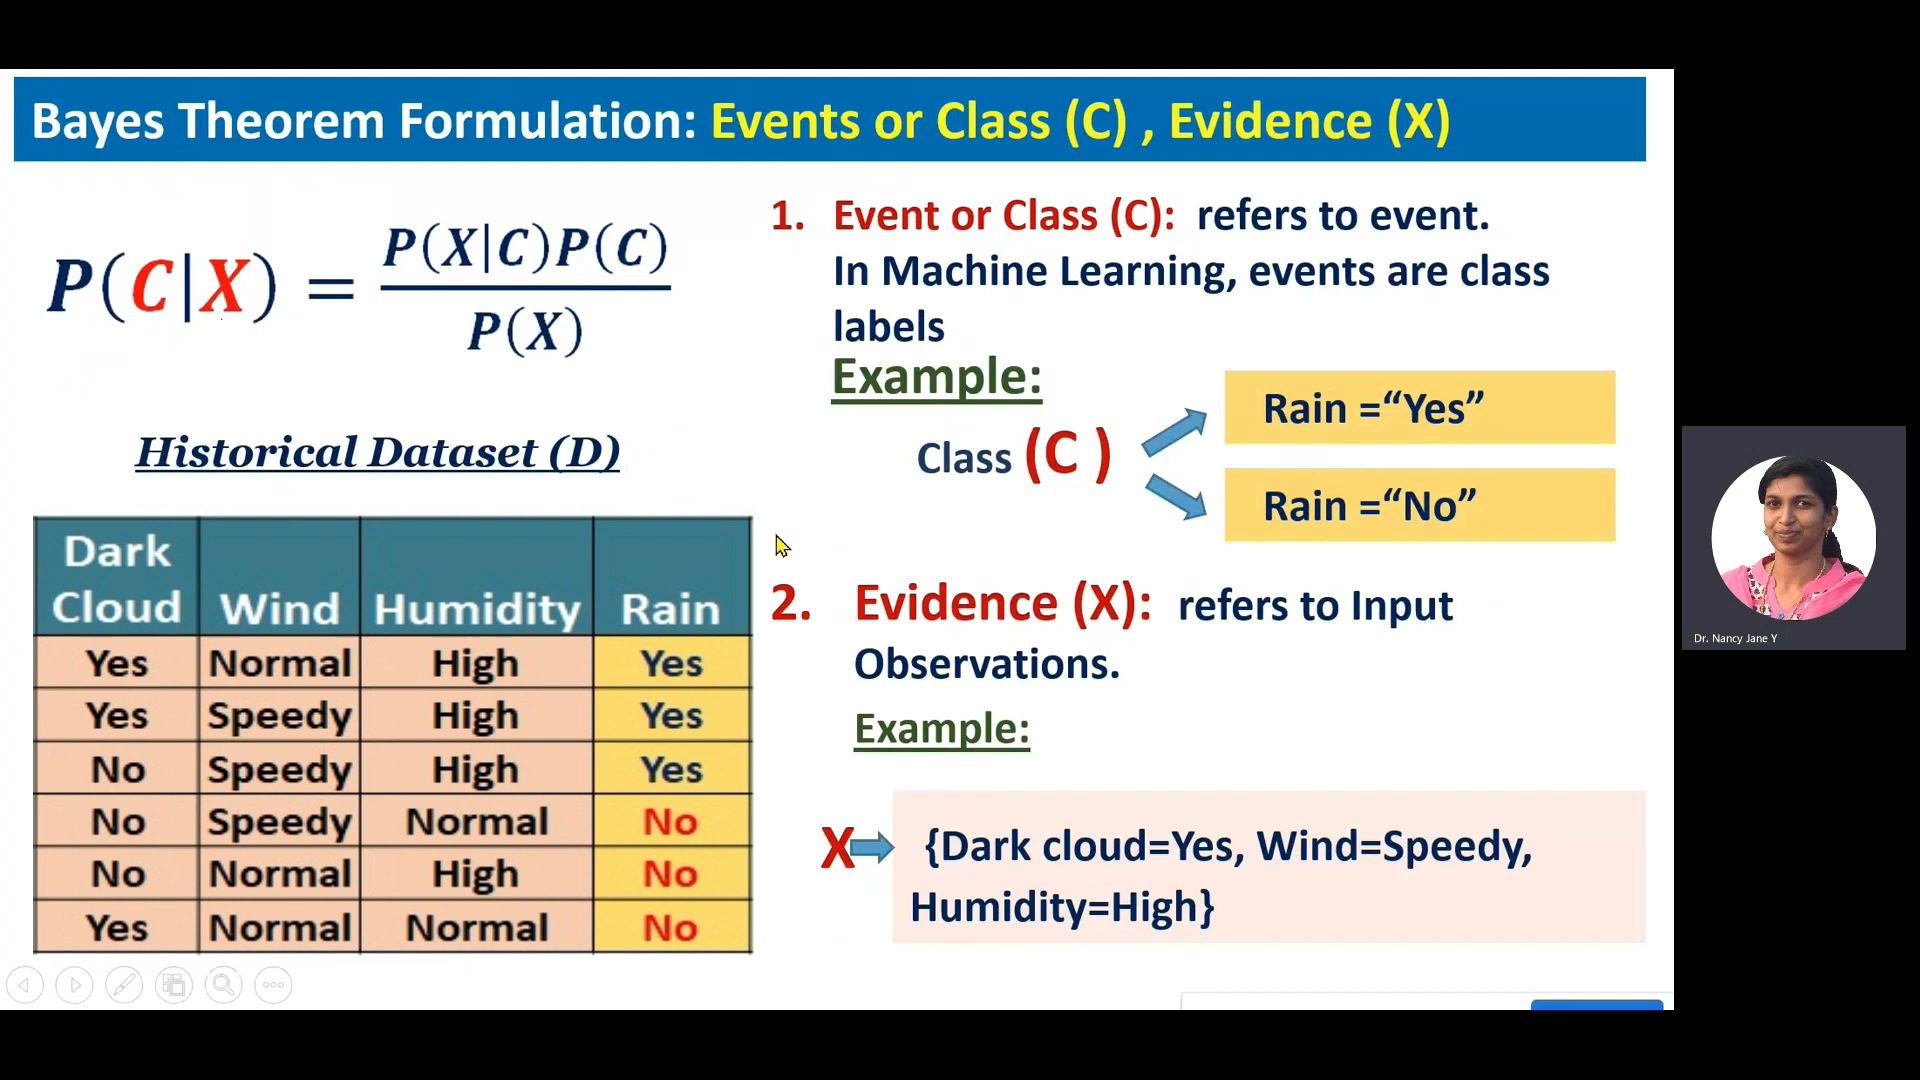 Bayes Theorem Formulation: Events or Class (C) , Evidence (X)
P(C|X) = P(X|C)P(C) / P(X)
Historical Dataset (D)
Dark Cloud Wind Humidity Rain
Yes Normal High Yes
Yes Speedy High Yes
No Speedy High Yes
No Speedy Normal No
No Normal High No
Yes Normal Normal No
1. Event or Class (C): refers to event.
In Machine Learning, events are class
labels
Example:
Class (C )
Rain =“Yes”
Rain =“No”
2. Evidence (X): refers to Input
Observations.
Example:
X {Dark cloud=Yes, Wind=Speedy,
Humidity=High}
Dr. Nancy Jane Y